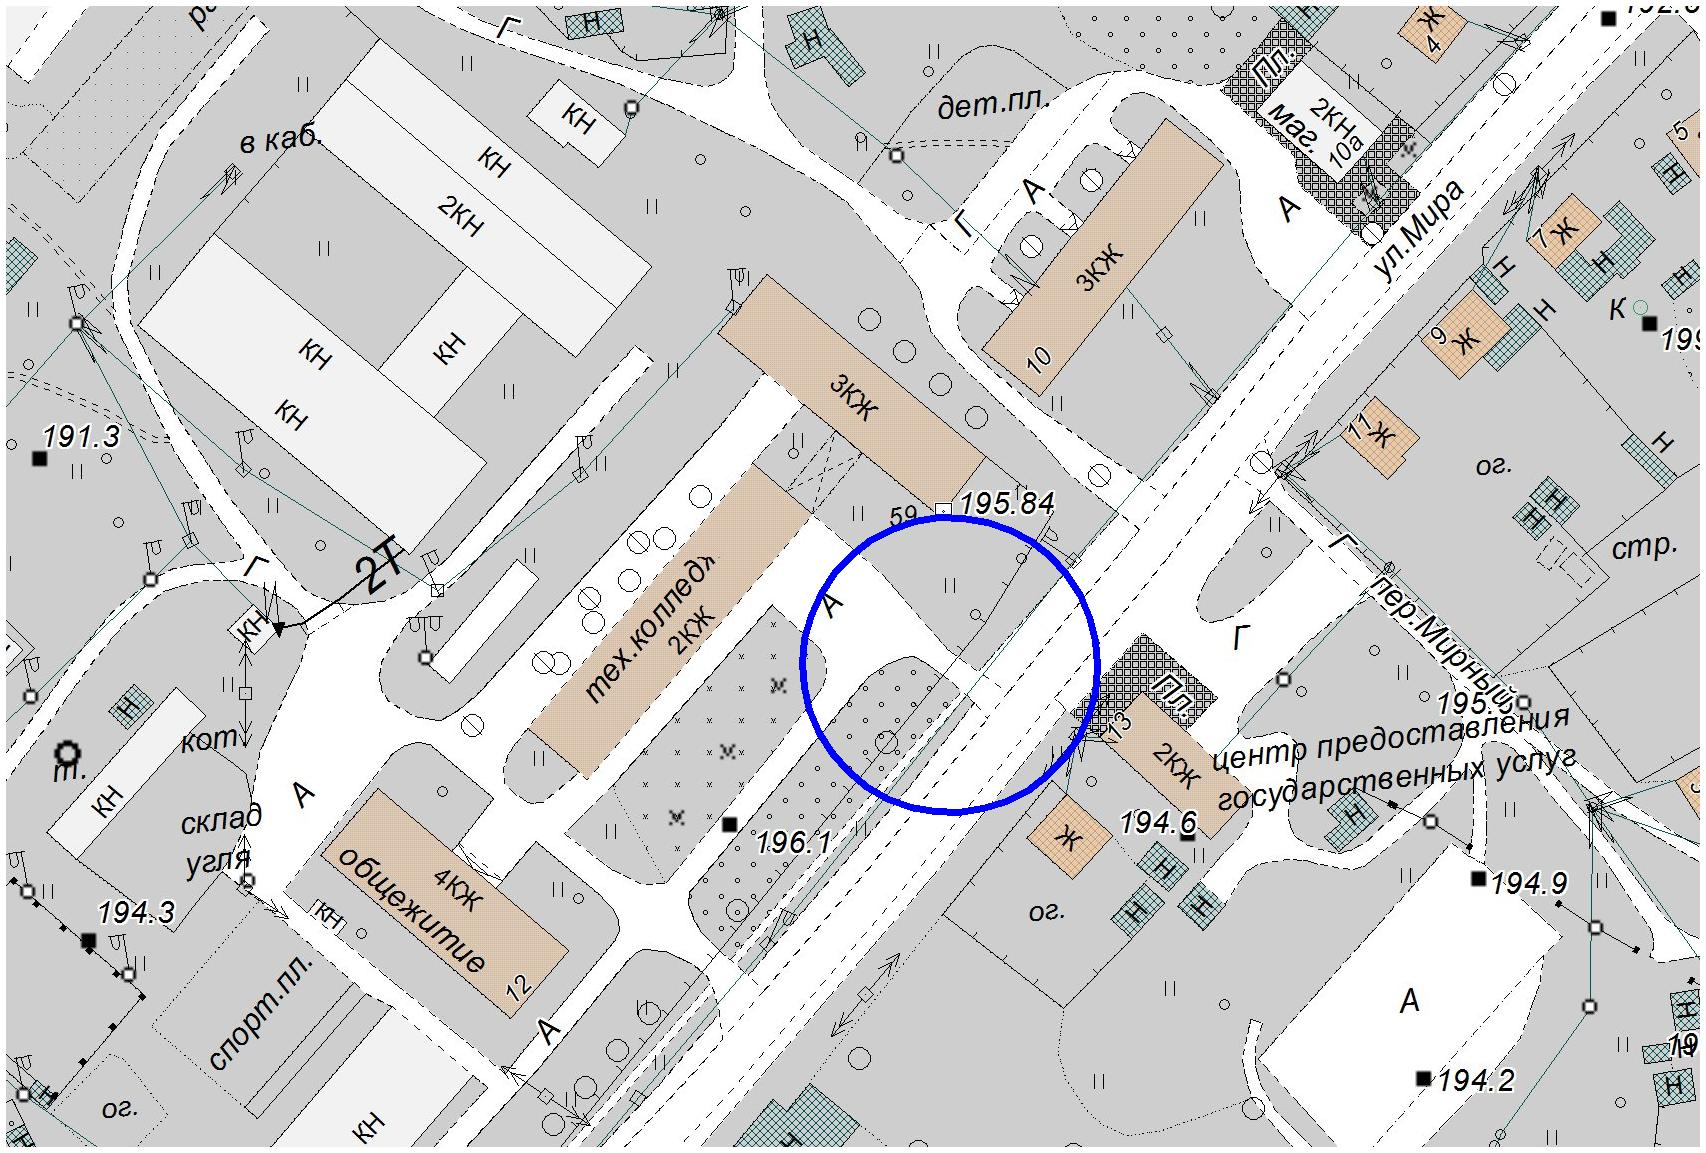 Г
Н
Н
Н
Ж
4
Пл.
в каб.
КН
КН
2КН
дет.пл.
маг.
2КНа
10а
5
Н
Г
А
А
ул.Мира
3КЖ
10
7
Ж
Н
Н
Н
Н
К
9
Ж
КН
КН
КН
3КЖ
11
Ж
Н
191.3
ог.
59
195.84
Н
Н
стр.
2Т
Г
КН
тех.колледж
2КЖ
А
Г
Г
пер.Мирный
Н
кот.
т.
КН
А
Пл.
13
2КЖ
центр предоставления
государственных услуг
Н
склад
угля
Ж
194.6
196.1
4КЖ
общежитие
12
КН
194.3
ог.
Н
Н
Н
194.9
спорт.пл.
А
А
194.2
Н
Н
Н
ог.
Н
КН
Н
Н